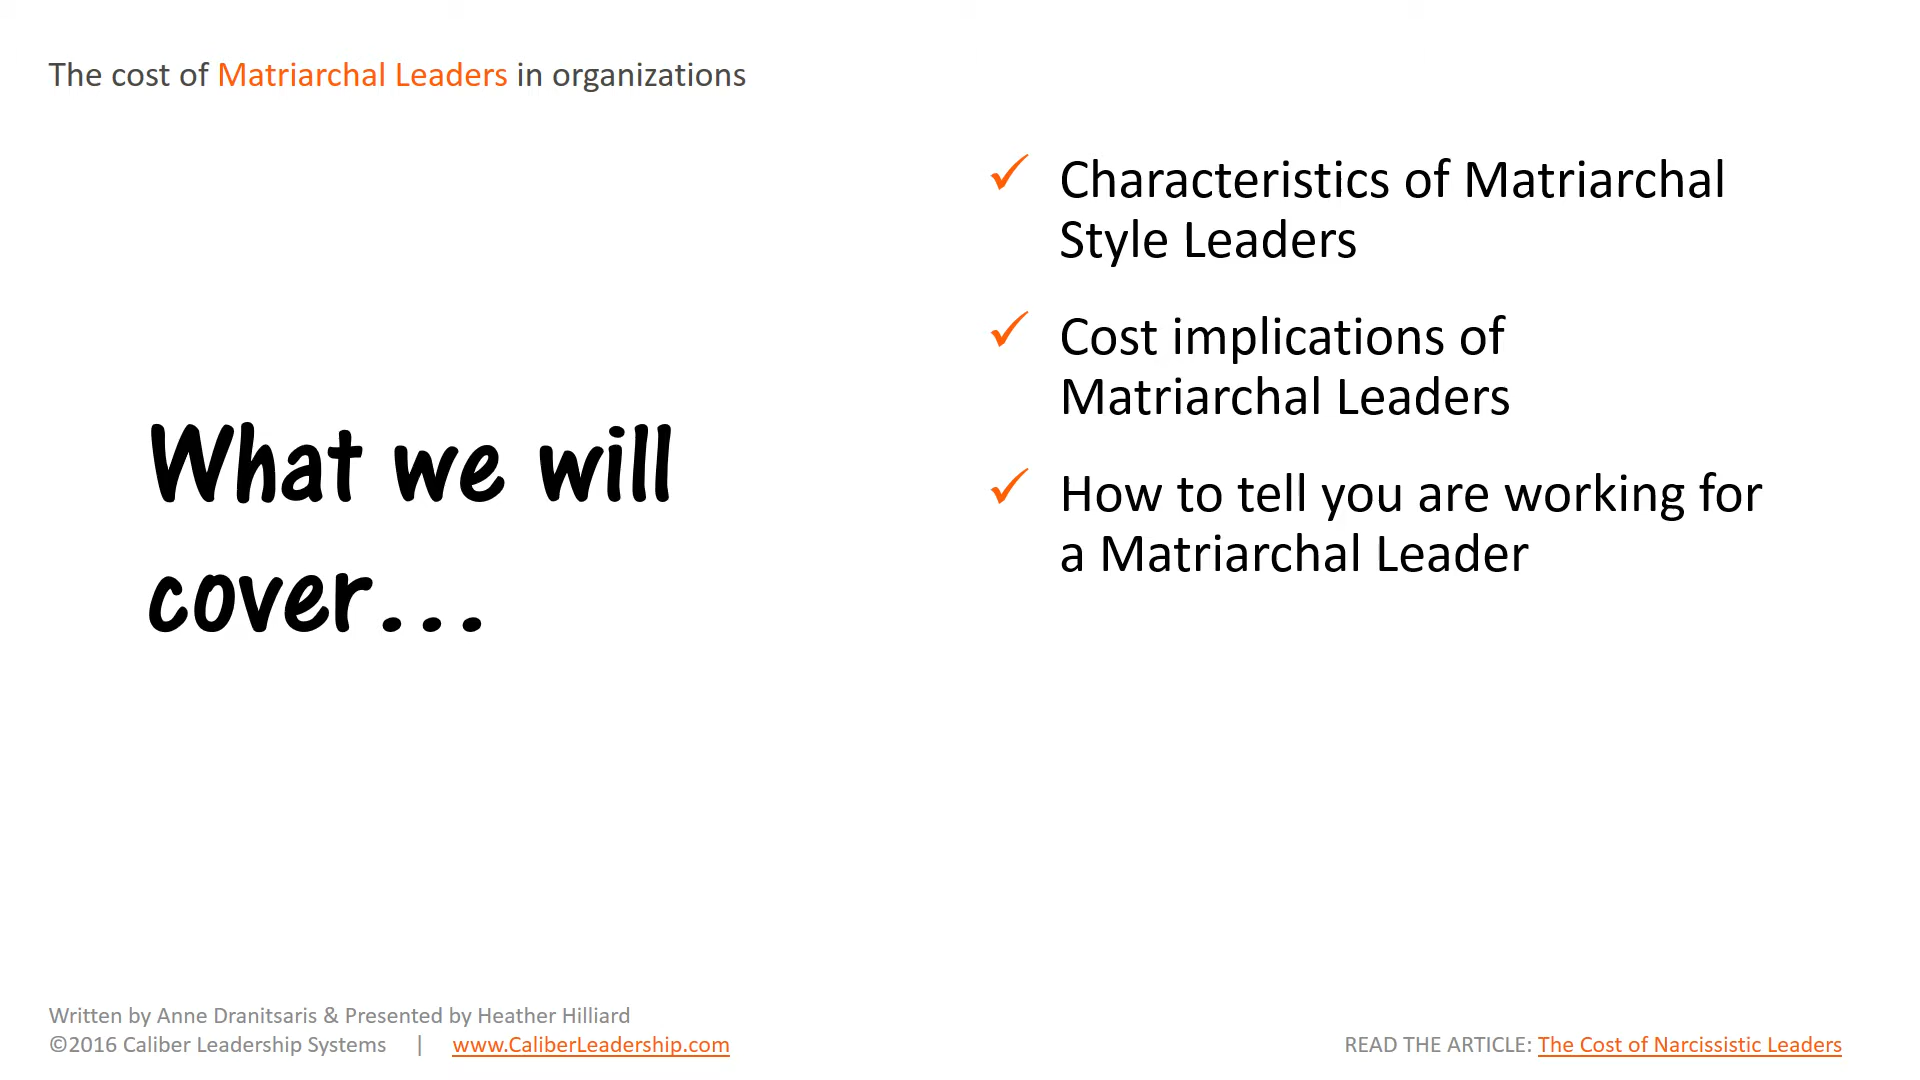 The cost of Matriarchal Leaders in organizations
What we will
cover...
Characteristics of Matriarchal
Style Leaders
Cost implications of
Matriarchal Leaders
How to tell you are working for
a Matriarchal Leader
Written by Anne Dranitsaris & Presented by Heather Hilliard
©2016 Caliber Leadership Systems | www.CaliberLeadership.com
READ THE ARTICLE: The Cost of Narcissistic Leaders